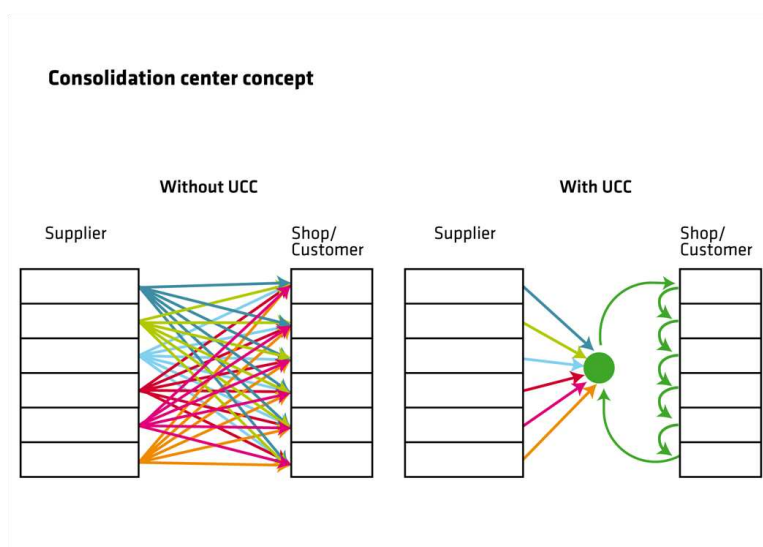 Consolidation center concept
Without UCC
With UCC
Supplier
Shop/
Customer
Supplier
Shop/
Customer